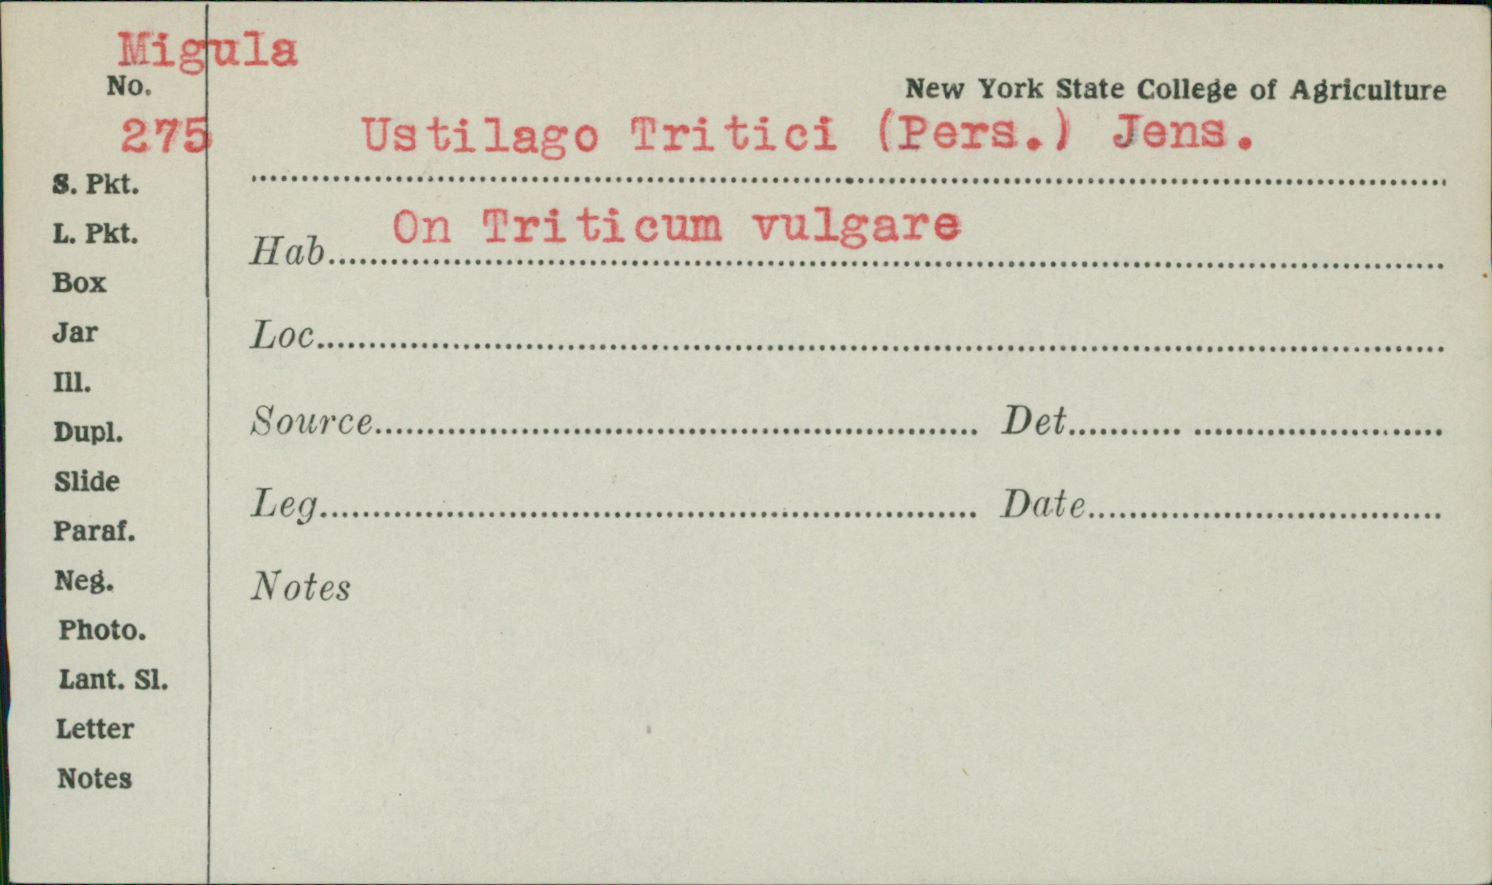 Migula
No.
New York State College of Agriculture
275
Ustilago Tritici (Pers.) Jens.
S. Pkt.
On Triticum vulgare
L. Pkt.
Hab.
Box
Jar
Loc.
Ill.
Source
Det.
Dupl.
Slide
Leg.
Date
Paraf.
Neg.
Notes
Photo.
Lant. Sl.
Letter
Notes